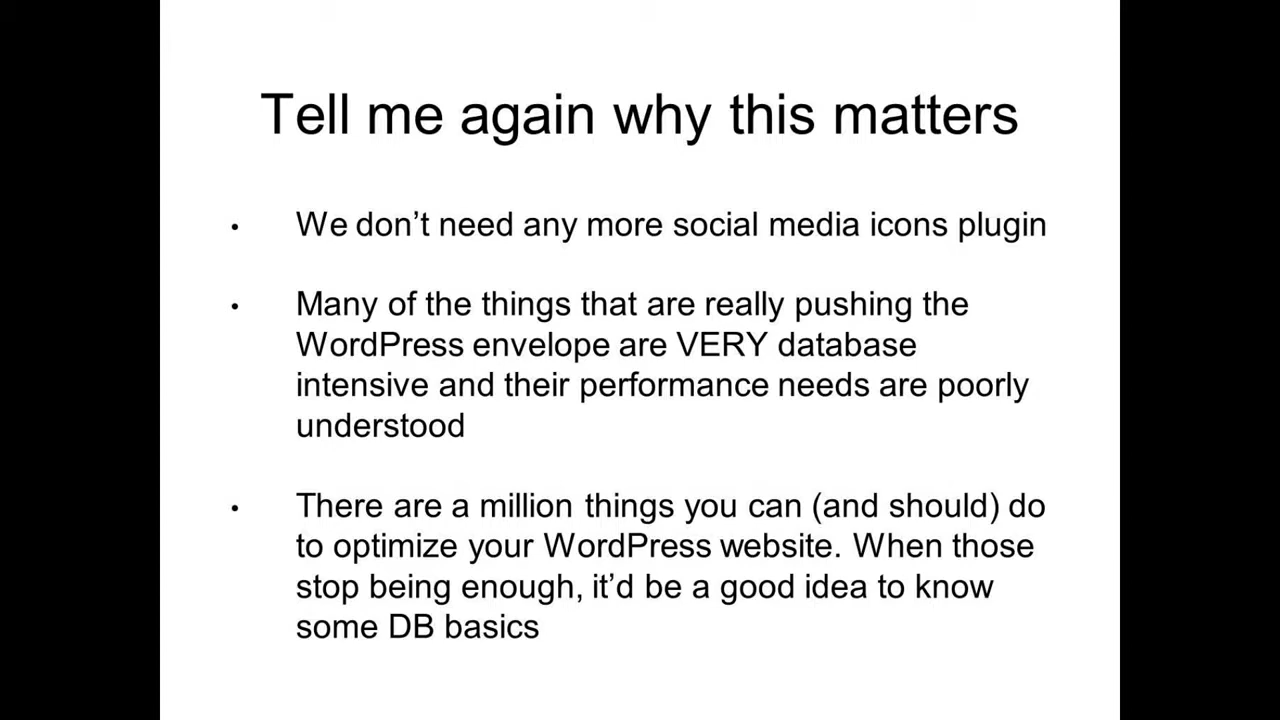 Tell me again why this matters
• We don’t need any more social media icons plugin
• Many of the things that are really pushing the
WordPress envelope are VERY database
intensive and their performance needs are poorly
understood
• There are a million things you can (and should) do
to optimize your WordPress website. When those
stop being enough, it’d be a good idea to know
some DB basics